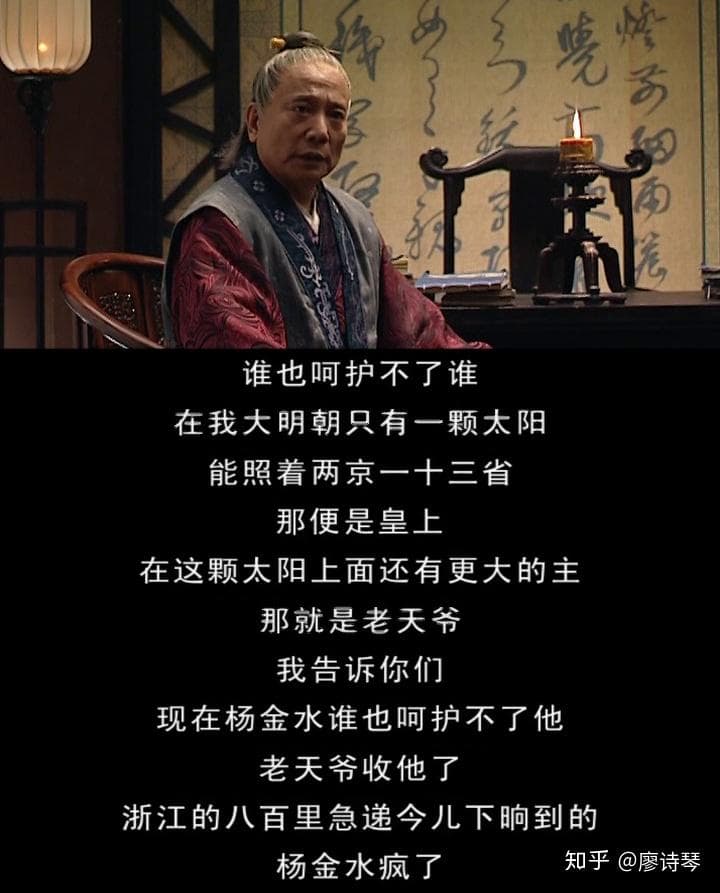 谁也呵护不了谁
在我大明朝只有一颗太阳
能照着两京一十三省
那便是皇上
在这颗太阳上面还有更大的主
那就是老天爷
我告诉你们
现在杨金水谁也呵护不了他
老天爷收他了
浙江的八百里急递今儿下晌到的
杨金水疯了
知乎 @廖诗琴